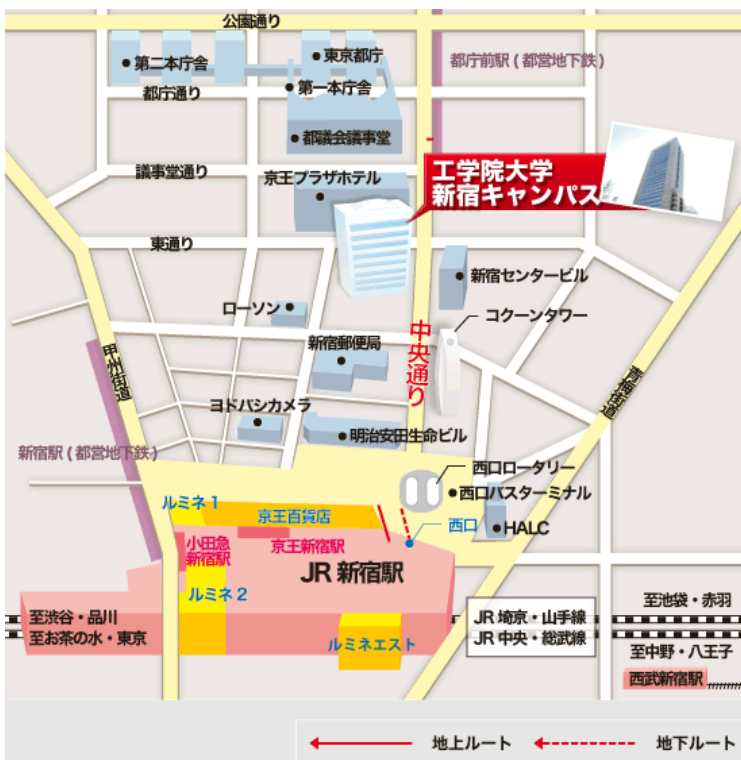 公園通り
第二本庁舎
東京都庁
都庁前駅 ( 都営地下鉄 )
第一本庁舎
都庁通り
都議会議事堂
議事堂通り
京王プラザホテル
工学院大学
新宿キャンパス
東通り
新宿センタービル
ローソン
コクーンタワー
中央通り
新宿郵便局
甲州街道
青梅街道
ヨドバシカメラ
明治安田生命ビル
新宿駅 ( 都営地下鉄 )
西口ロータリー
西口バスターミナル
ルミネ 1
京王百貨店
西口
HALC
小田急
新宿駅
京王新宿駅
JR 新宿駅
ルミネ 2
至渋谷・品川
至お茶の水・東京
ルミネエスト
JR 埼京・山手線
JR 中央・総武線
至池袋・赤羽
至中野・八王子
西武新宿駅
地上ルート
地下ルート